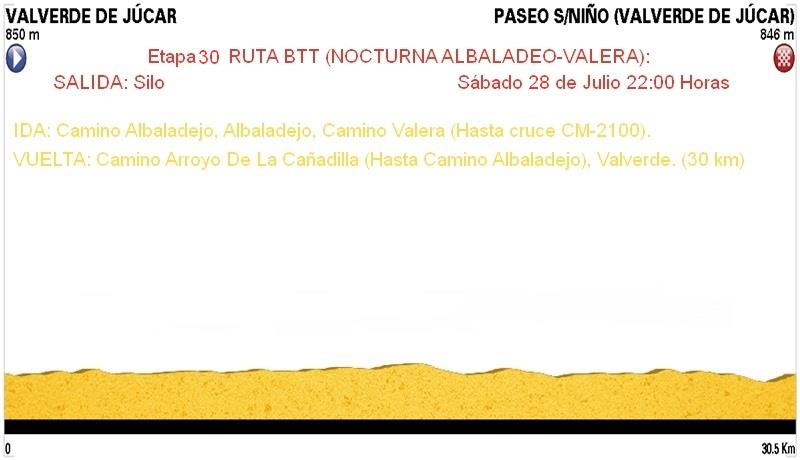 VALVERDE DE JÚCAR
PASEO S/NIÑO (VALVERDE DE JÚCAR)
850 m
846 m
Etapa 30 RUTA BTT (NOCTURNA ALBALADEO-VALERA):
SALIDA: Silo
Sábado 28 de Julio 22:00 Horas
IDA: Camino Albaladejo, Albaladejo, Camino Valera (Hasta cruce CM-2100).
VUELTA: Camino Arroyo De La Cañadilla (Hasta Camino Albaladejo), Valverde. (30 km)
0
30.5 Km